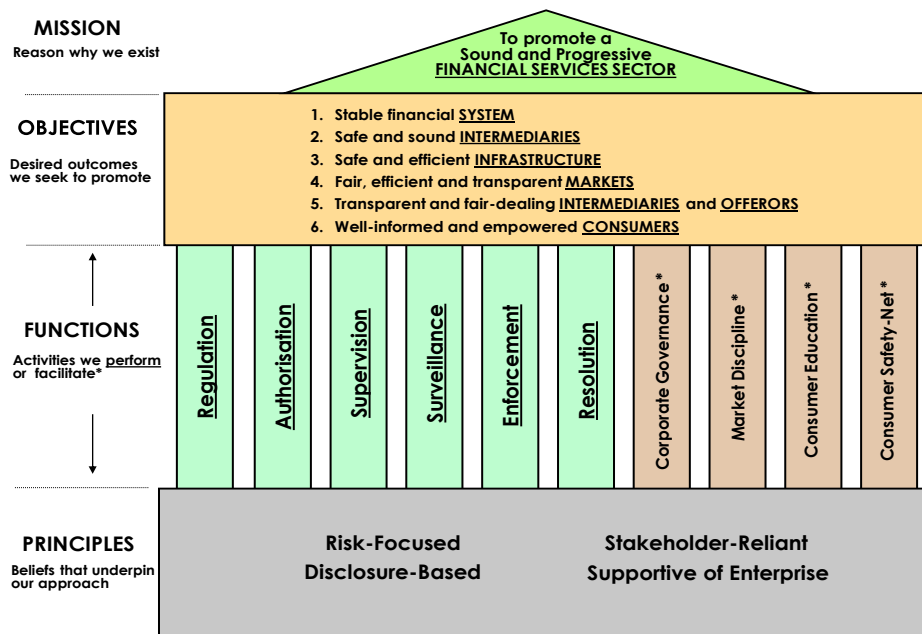 MISSION
Reason why we exist
To promote a
Sound and Progressive
FINANCIAL SERVICES SECTOR
OBJECTIVES
Desired outcomes
we seek to promote
1. Stable financial SYSTEM
2. Safe and sound INTERMEDIARIES
3. Safe and efficient INFRASTRUCTURE
4. Fair, efficient and transparent MARKETS
5. Transparent and fair-dealing INTERMEDIARIES and OFFERORS
6. Well-informed and empowered CONSUMERS
FUNCTIONS
Activities we perform
or facilitate*
Regulation
Authorisation
Supervision
Surveillance
Enforcement
Resolution
Corporate Governance*
Market Discipline*
Consumer Education*
Consumer Safety-Net*
PRINCIPLES
Beliefs that underpin
our approach
Risk-Focused
Disclosure-Based
Stakeholder-Reliant
Supportive of Enterprise